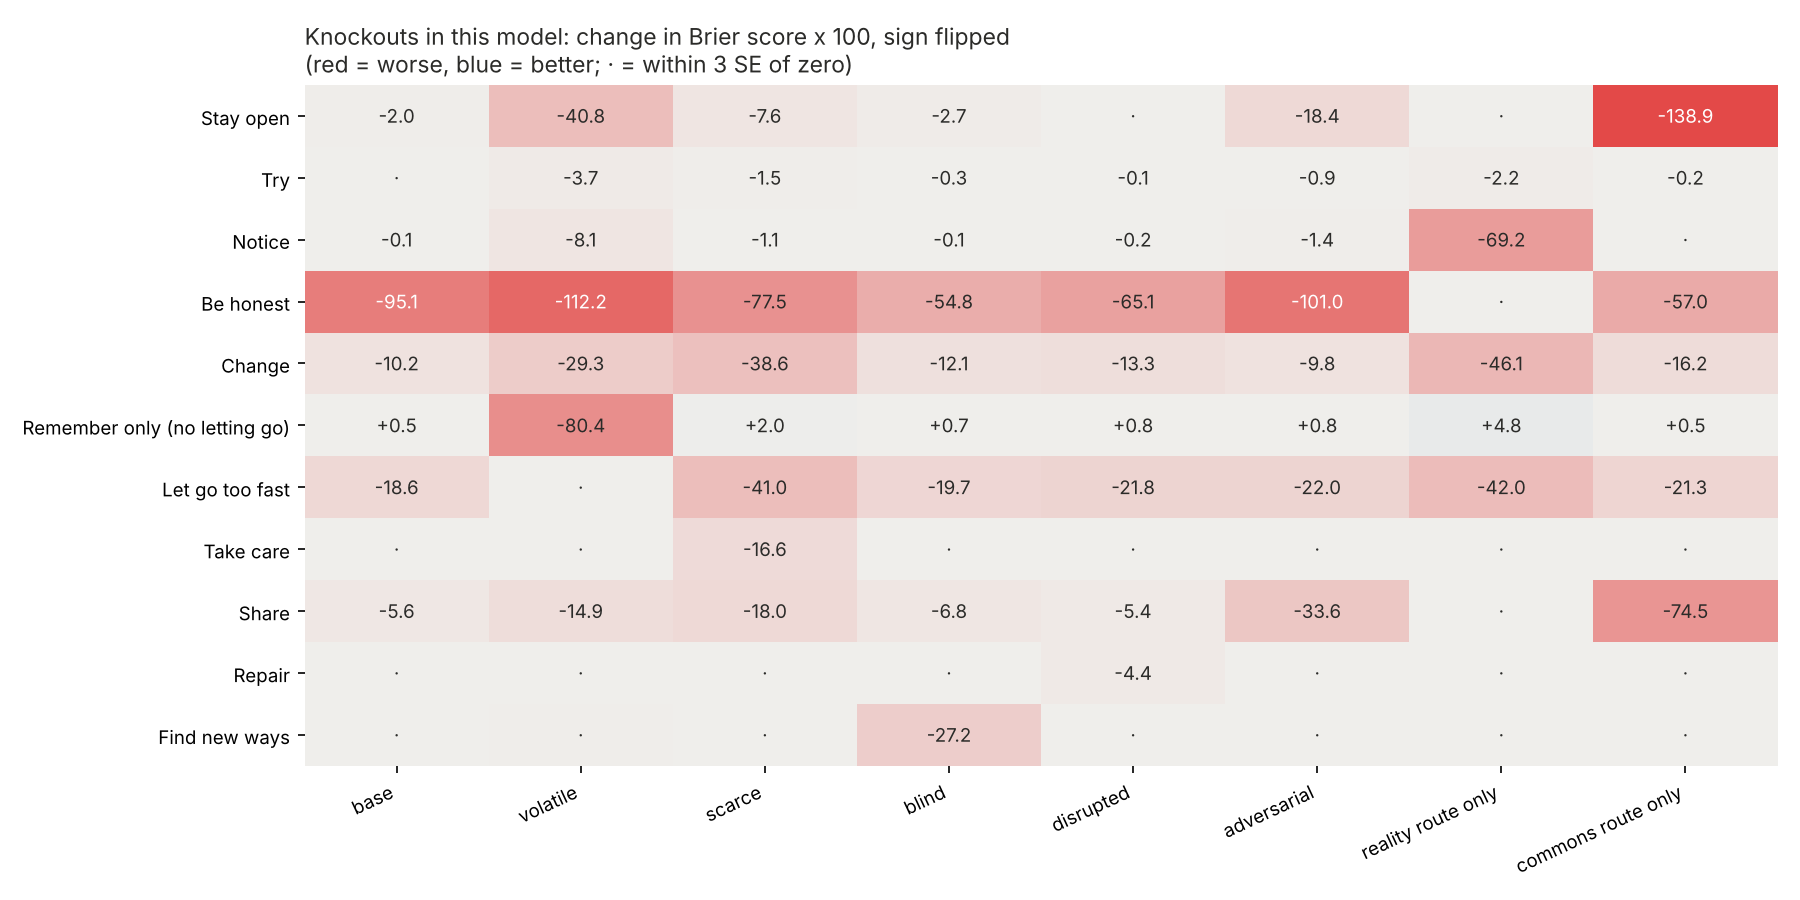 Knockouts in this model: change in Brier score x 100, sign flipped
(red = worse, blue = better; · = within 3 SE of zero)
Stay open -2.0 -40.8 -7.6 -2.7 · -18.4 · -138.9
Try · -3.7 -1.5 -0.3 -0.1 -0.9 -2.2 -0.2
Notice -0.1 -8.1 -1.1 -0.1 -0.2 -1.4 -69.2 ·
Be honest -95.1 -112.2 -77.5 -54.8 -65.1 -101.0 · -57.0
Change -10.2 -29.3 -38.6 -12.1 -13.3 -9.8 -46.1 -16.2
Remember only (no letting go) +0.5 -80.4 +2.0 +0.7 +0.8 +0.8 +4.8 +0.5
Let go too fast -18.6 · -41.0 -19.7 -21.8 -22.0 -42.0 -21.3
Take care · · -16.6 · · · · ·
Share -5.6 -14.9 -18.0 -6.8 -5.4 -33.6 · -74.5
Repair · · · · -4.4 · · ·
Find new ways · · · -27.2 · · · ·
base volatile scarce blind disrupted adversarial reality route only commons route only